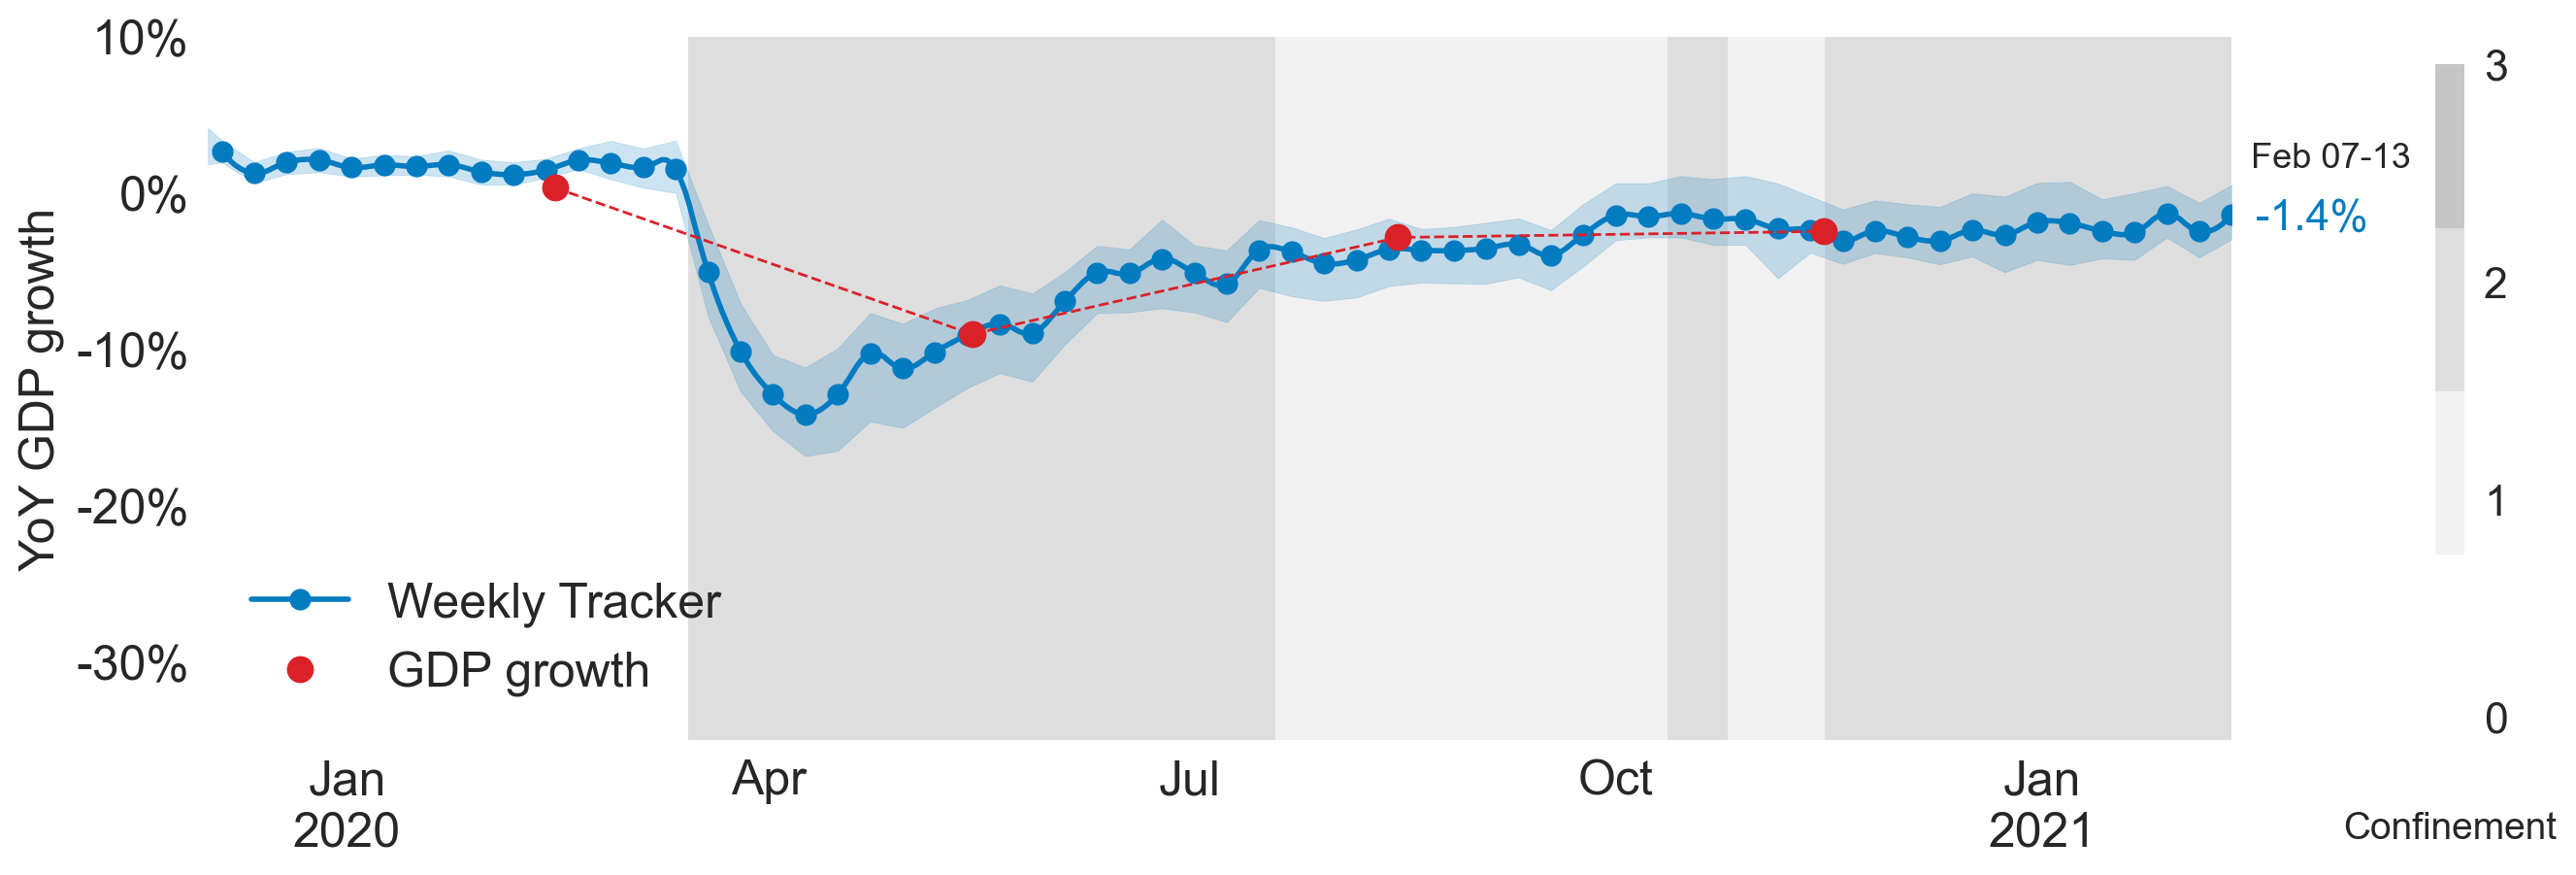 YoY GDP growth
10%
0%
-10%
-20%
-30%
Weekly Tracker
GDP growth
Jan
2020
Apr
Jul
Oct
Jan
2021
Feb 07-13
-1.4%
3
2
1
0
Confinement